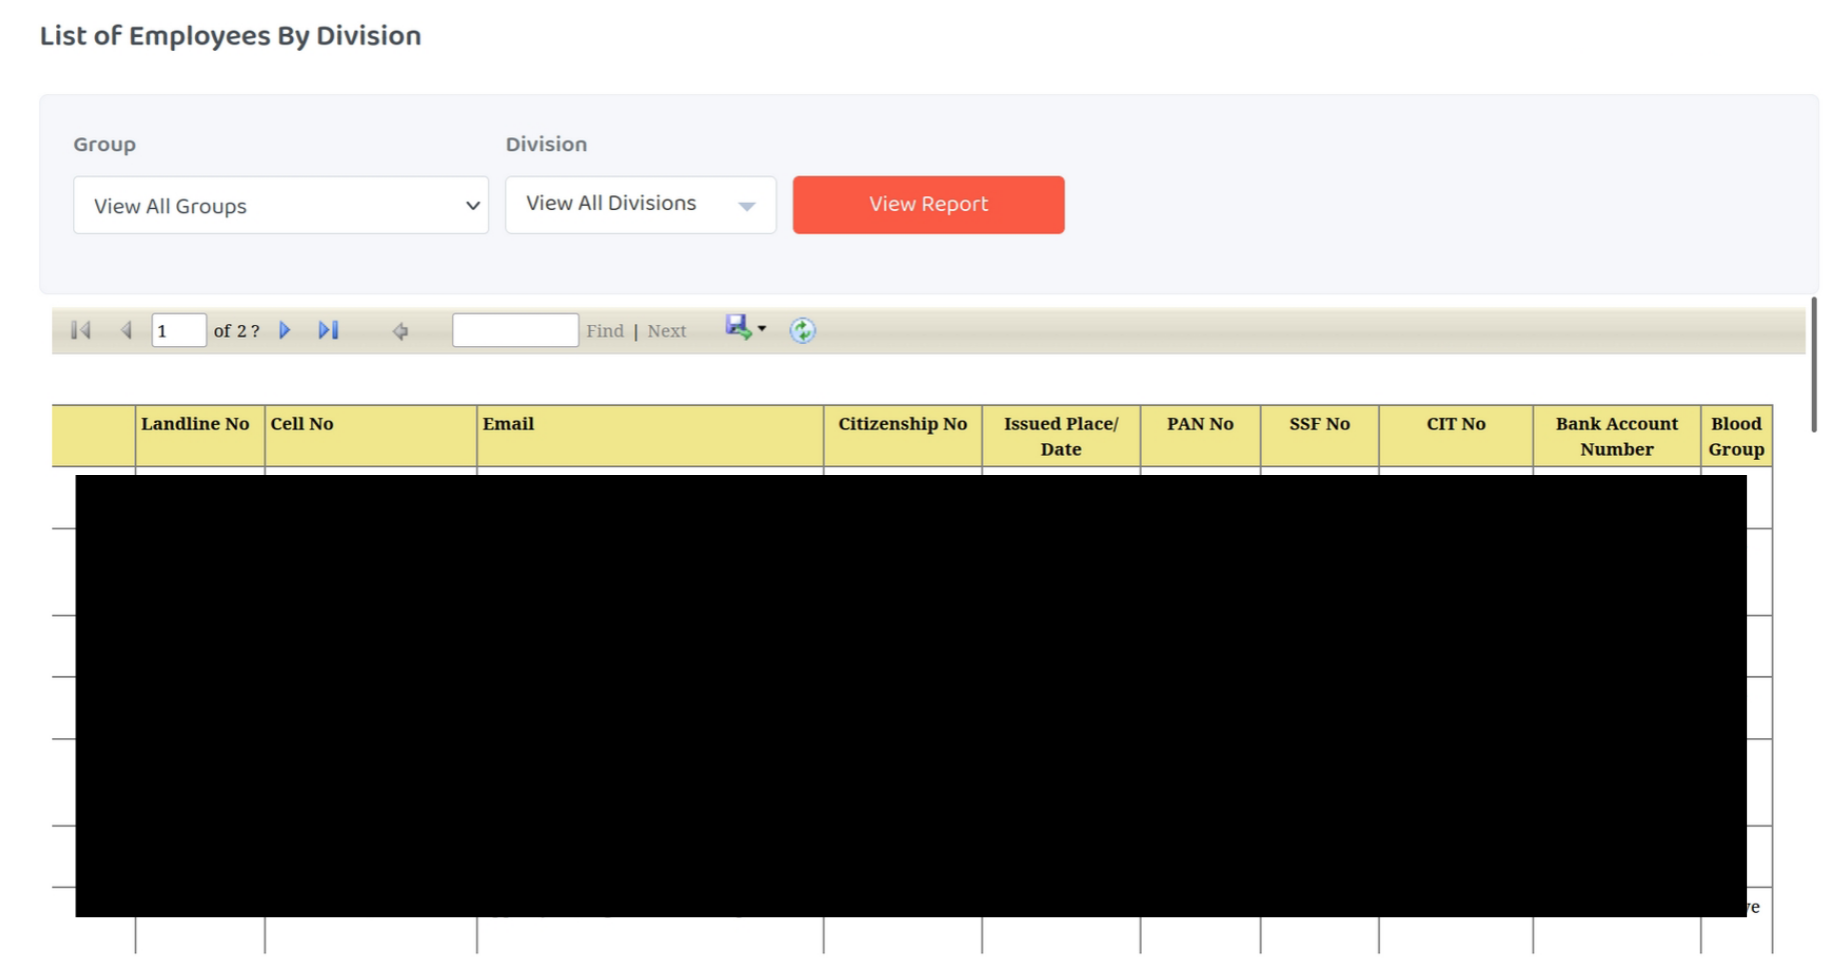 List of Employees By Division
Group Division
View All Groups View All Divisions View Report
1 of 2 ? Find | Next
Landline No Cell No Email Citizenship No Issued Place/ PAN No SSF No CIT No Bank Account Blood
Date Number Group